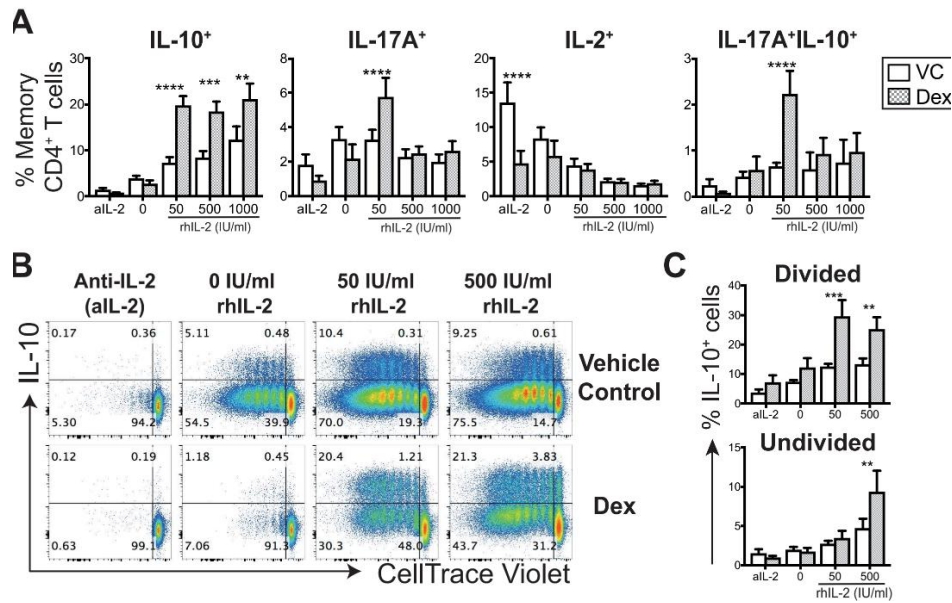 A
IL-10⁺
IL-17A⁺
IL-2⁺
IL-17A⁺IL-10⁺
VC
Dex
% Memory
CD4⁺ T cells
30
20
10
0
8
6
4
2
0
15
10
5
0
3
2
1
0
**** *** **
****
****
****
aIL-2 0 50 500 1000
aIL-2 0 50 500 1000
aIL-2 0 50 500 1000
aIL-2 0 50 500 1000
rhIL-2 (IU/ml)
rhIL-2 (IU/ml)
rhIL-2 (IU/ml)
rhIL-2 (IU/ml)
B
Anti-IL-2
(aIL-2)
0 IU/ml
rhIL-2
50 IU/ml
rhIL-2
500 IU/ml
rhIL-2
IL-10
0.17 0.36 5.11 0.48 10.4 0.31 9.25 0.61
5.30 94.2 54.5 39.9 70.0 19.3 75.5 14.7
Vehicle
Control
0.12 0.19 1.18 0.45 20.4 1.21 21.3 3.83
0.63 99.1 7.06 91.3 30.3 48.0 43.7 31.2
Dex
CellTrace Violet
C
Divided
% IL-10⁺ cells
40
30
20
10
0
*** **
aIL-2 0 50 500
Undivided
15
10
5
0
**
aIL-2 0 50 500
rhIL-2 (IU/ml)